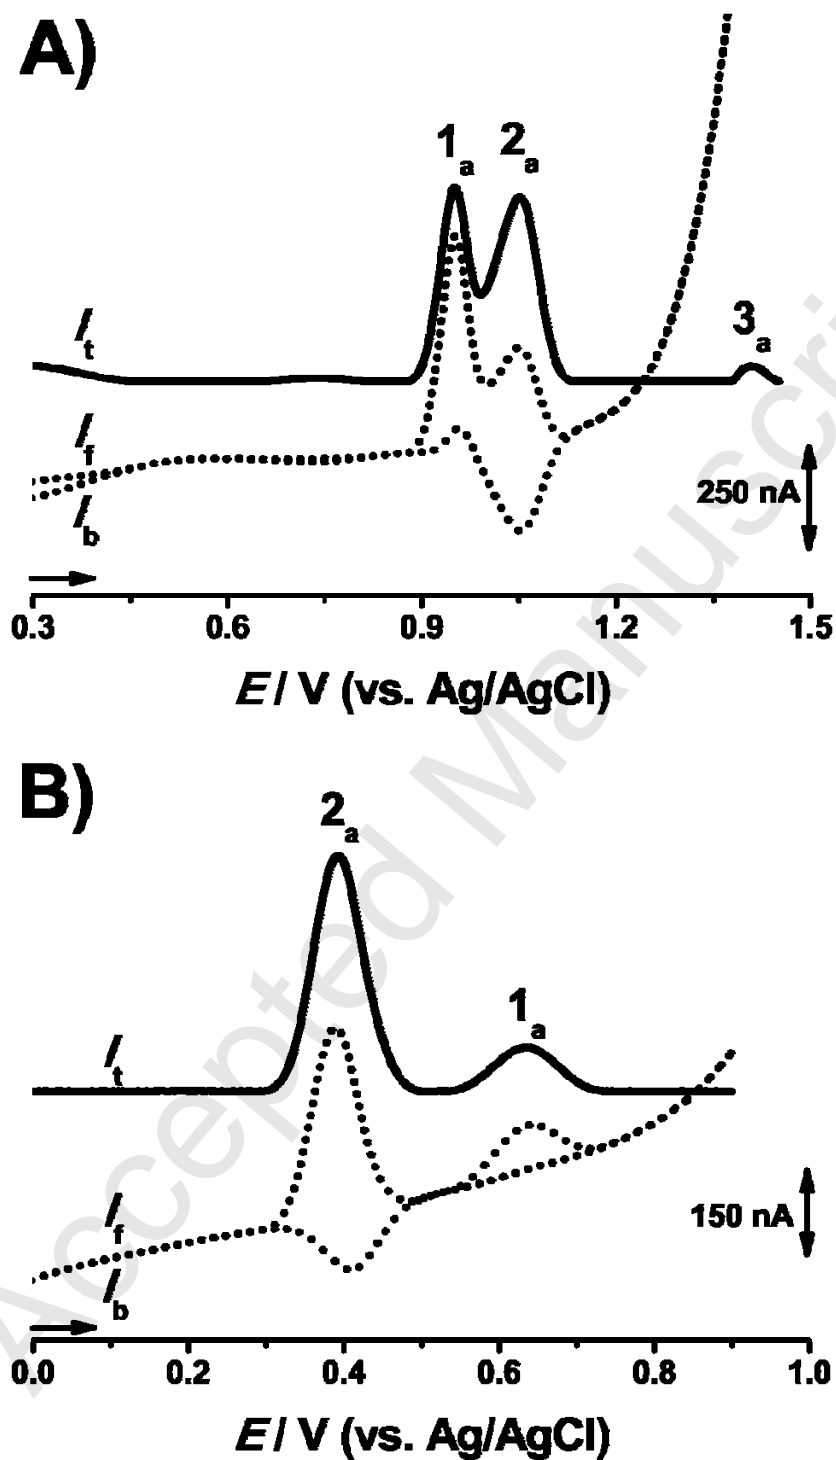 A)
1a 2a
3a
It
If
Ib
250 nA
0.3 0.6 0.9 1.2 1.5
E / V (vs. Ag/AgCl)
B)
2a
1a
It
If
Ib
150 nA
0.0 0.2 0.4 0.6 0.8 1.0
E / V (vs. Ag/AgCl)
Accepted Manuscri